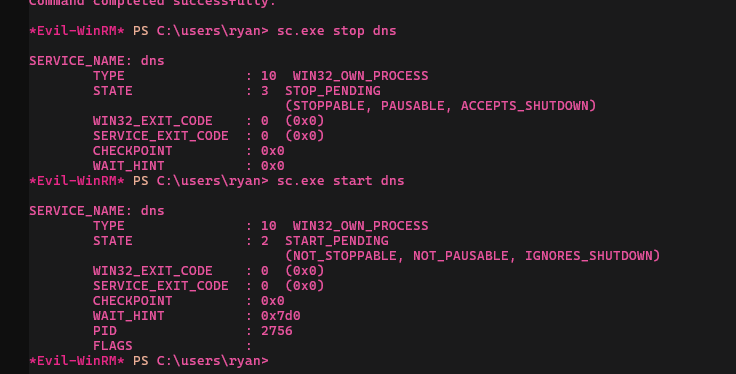 Command completed successfully.
*Evil-WinRM* PS C:\users\ryan> sc.exe stop dns
SERVICE_NAME: dns
        TYPE               : 10  WIN32_OWN_PROCESS
        STATE              : 3  STOP_PENDING
                                (STOPPABLE, PAUSABLE, ACCEPTS_SHUTDOWN)
        WIN32_EXIT_CODE    : 0  (0x0)
        SERVICE_EXIT_CODE  : 0  (0x0)
        CHECKPOINT         : 0x0
        WAIT_HINT          : 0x0
*Evil-WinRM* PS C:\users\ryan> sc.exe start dns
SERVICE_NAME: dns
        TYPE               : 10  WIN32_OWN_PROCESS
        STATE              : 2  START_PENDING
                                (NOT_STOPPABLE, NOT_PAUSABLE, IGNORES_SHUTDOWN)
        WIN32_EXIT_CODE    : 0  (0x0)
        SERVICE_EXIT_CODE  : 0  (0x0)
        CHECKPOINT         : 0x0
        WAIT_HINT          : 0x7d0
        PID                : 2756
        FLAGS              :
*Evil-WinRM* PS C:\users\ryan>